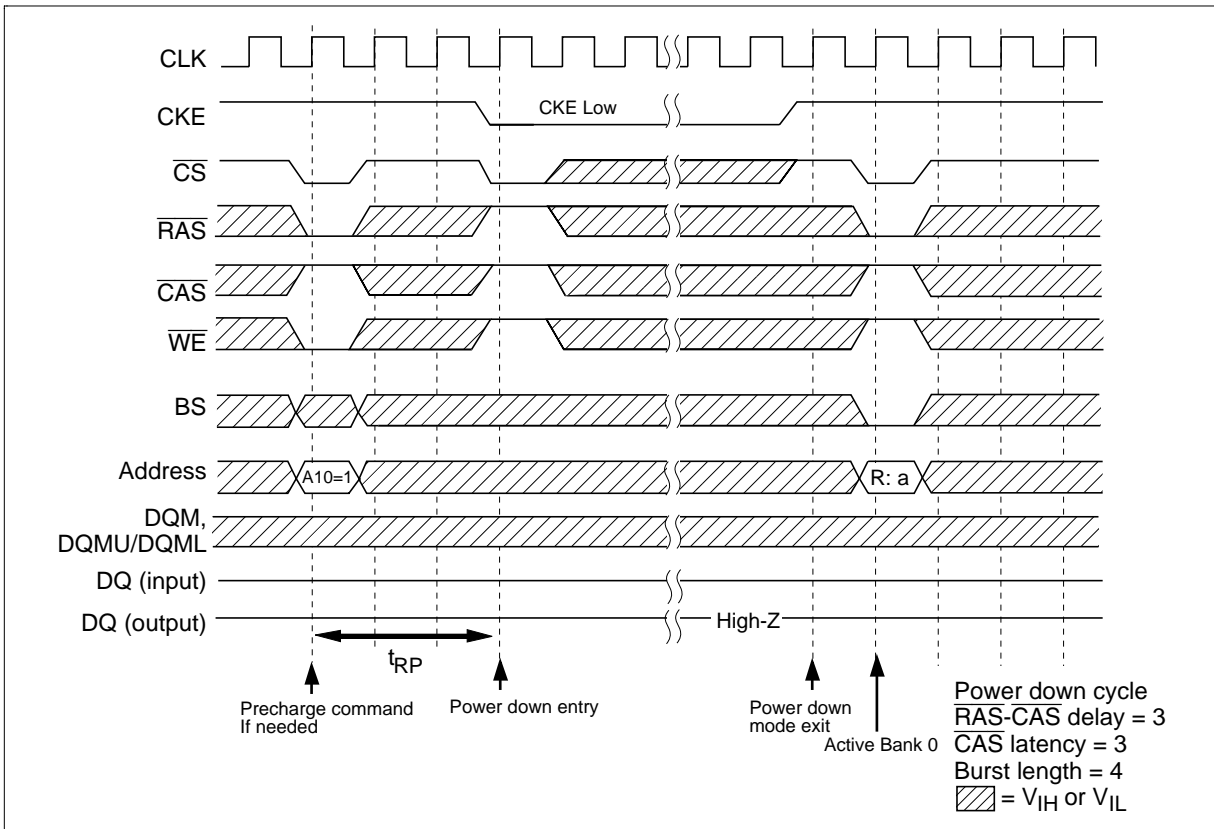 CLK
CKE
CKE Low
CS
RAS
CAS
WE
BS
Address
A10=1
R: a
DQM,
DQMU/DQML
DQ (input)
DQ (output)
High-Z
tRP
Precharge command
If needed
Power down entry
Power down
mode exit
Active Bank 0
Power down cycle
RAS-CAS delay = 3
CAS latency = 3
Burst length = 4
= VIH or VIL